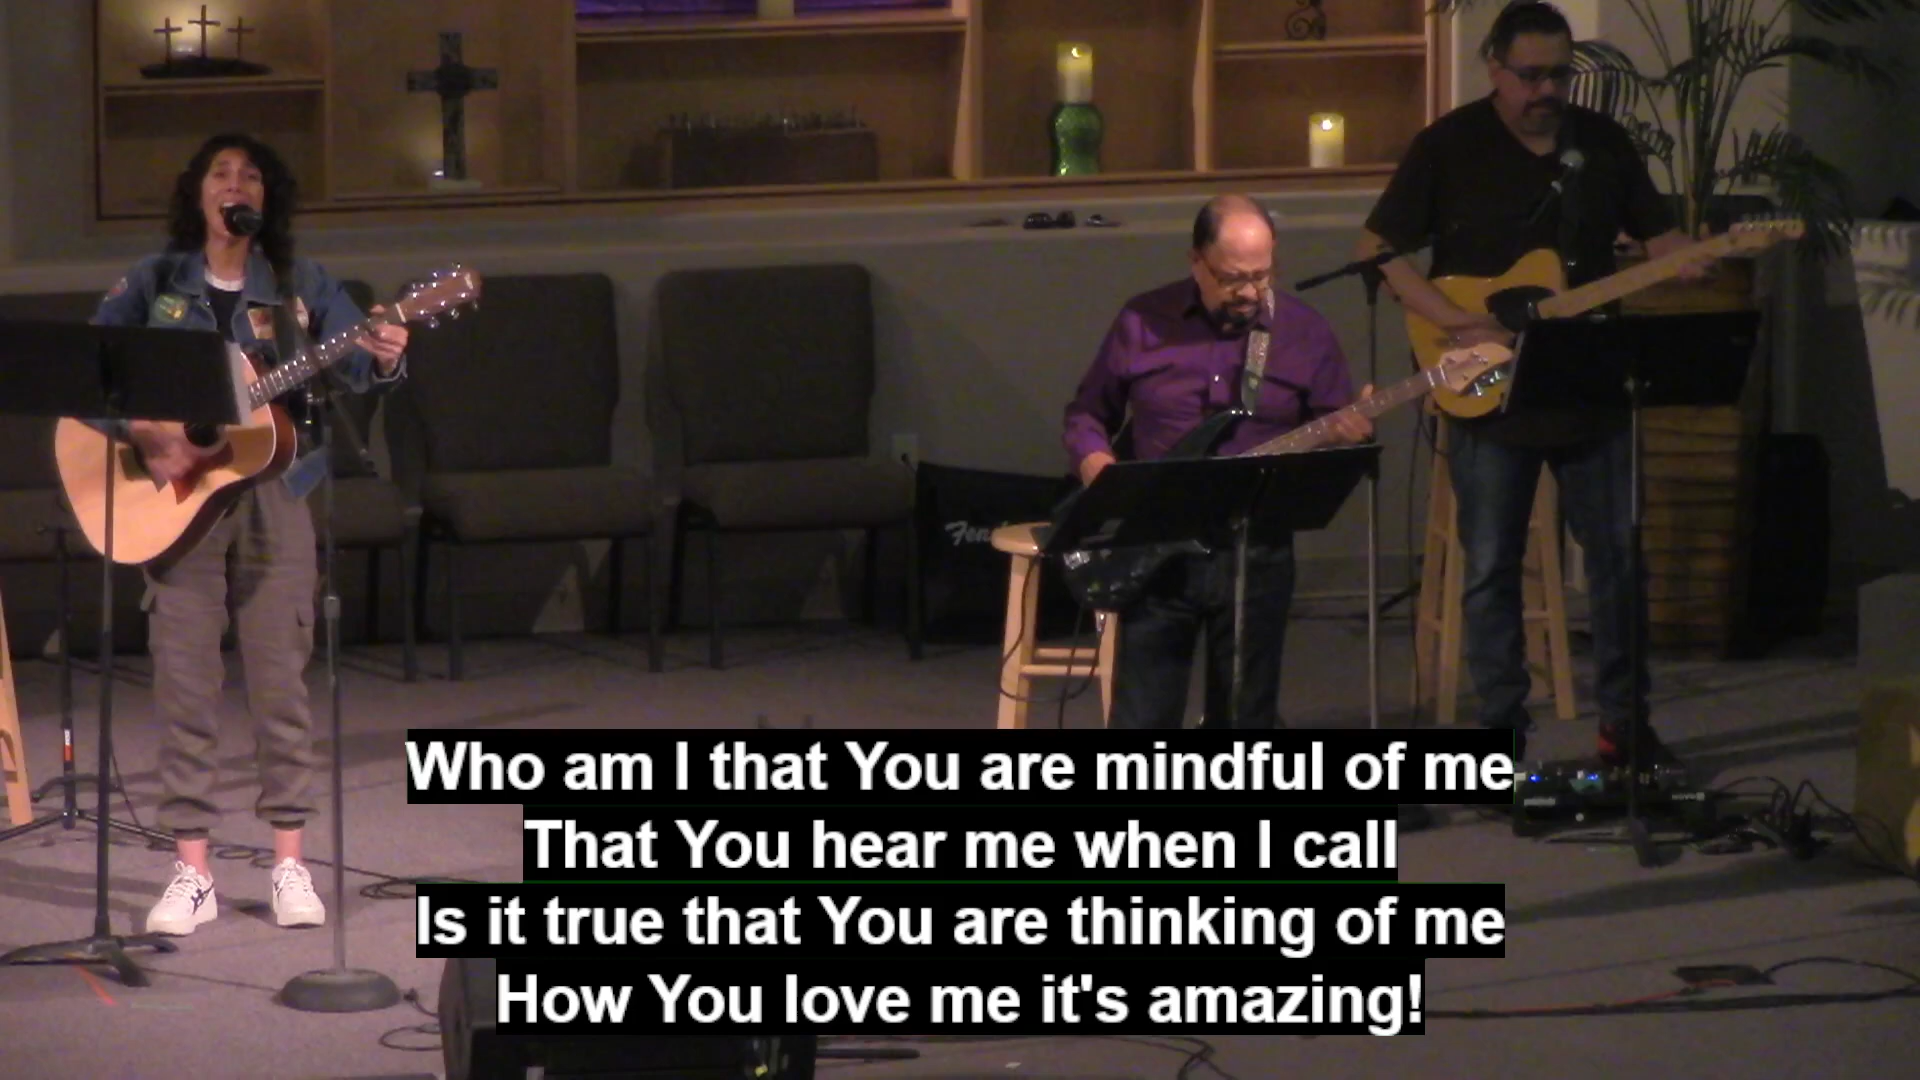 Who am I that You are mindful of me
That You hear me when I call
Is it true that You are thinking of me
How You love me it's amazing!